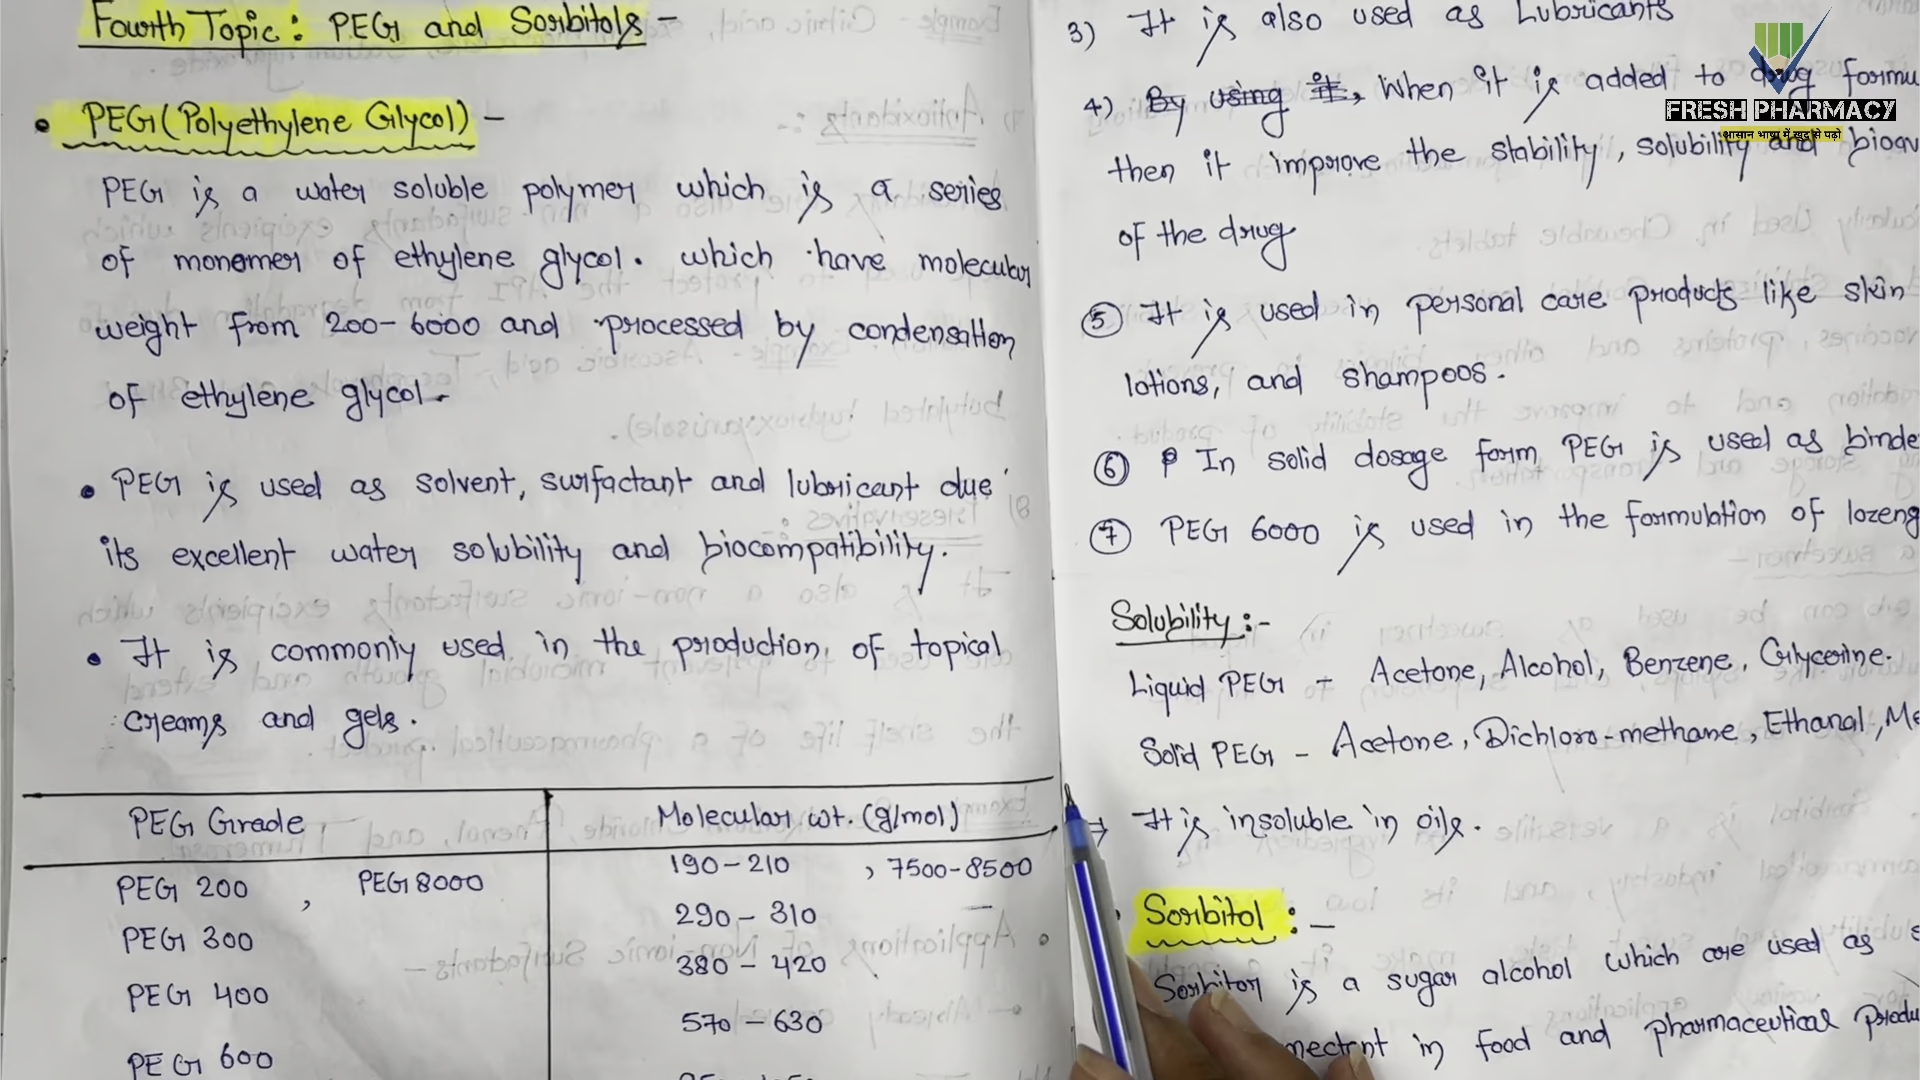 Fourth Topic: PEG and Sorbitols -
• PEG (Polyethylene Glycol) -
PEG is a water soluble polymer which is a series
of monomer of ethylene glycol. which have molecular
weight from 200-6000 and processed by condensation
of ethylene glycol.
• PEG is used as solvent, surfactant and lubricant due
its excellent water solubility and biocompatibility.
• It is commonly used in the production of topical
creams and gels.
PEG Grade
Molecular wt. (g/mol)
PEG 200 , PEG 8000
190-210 , 7500-8500
PEG 300
290-310
PEG 400
380-420
PEG 600
570-630
3) It is also used as Lubricants
4) By using it, When it is added to drug formu
then it improve the stability, solubility and bioav
of the drug
5 It is used in personal care products like skin
lotions, and shampoos.
6 In solid dosage form PEG is used as binde
7 PEG 6000 is used in the formulation of lozeng
Solubility :-
Liquid PEG - Acetone, Alcohol, Benzene, Glycerine.
Solid PEG - Acetone, Dichloro-methane, Ethanal, Me
→ It is insoluble in oils.
Sorbitol :-
Sorbitor is a sugar alcohol which are used as s
mectent in food and pharmaceutical produ
FRESH PHARMACY
आसान भाषा में खुद से पढ़ो